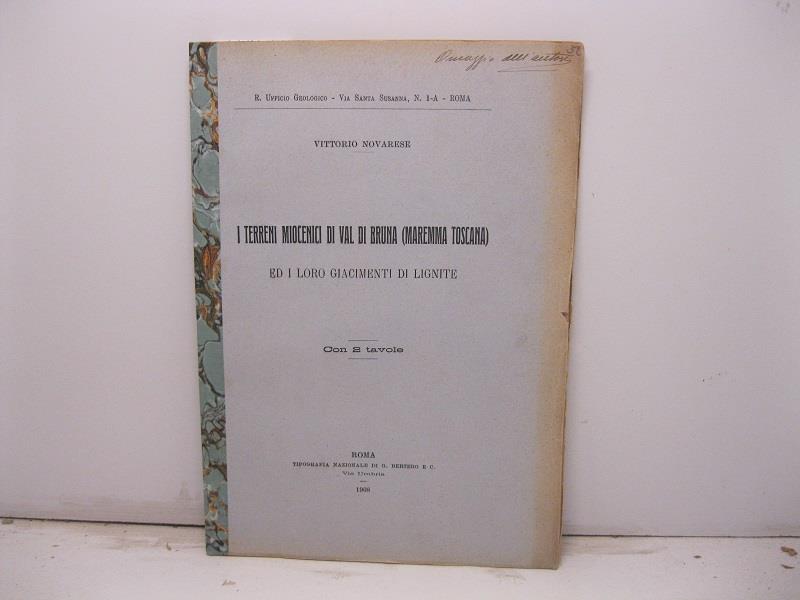 Omaggio dell'autore
52
R. Ufficio Geologico - Via Santa Susanna, N. 1-A - ROMA
VITTORIO NOVARESE
I TERRENI MIOCENICI DI VAL DI BRUNA (MAREMMA TOSCANA)
ED I LORO GIACIMENTI DI LIGNITE
Con 2 tavole
ROMA
TIPOGRAFIA NAZIONALE DI G. BERTERO E C.
Via Umbria
1908